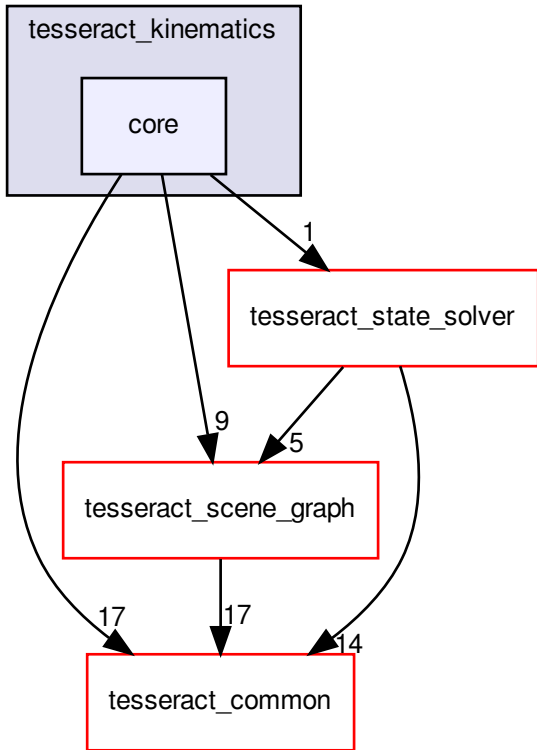 tesseract_kinematics
core
1
tesseract_state_solver
9
5
tesseract_scene_graph
17
17
14
tesseract_common